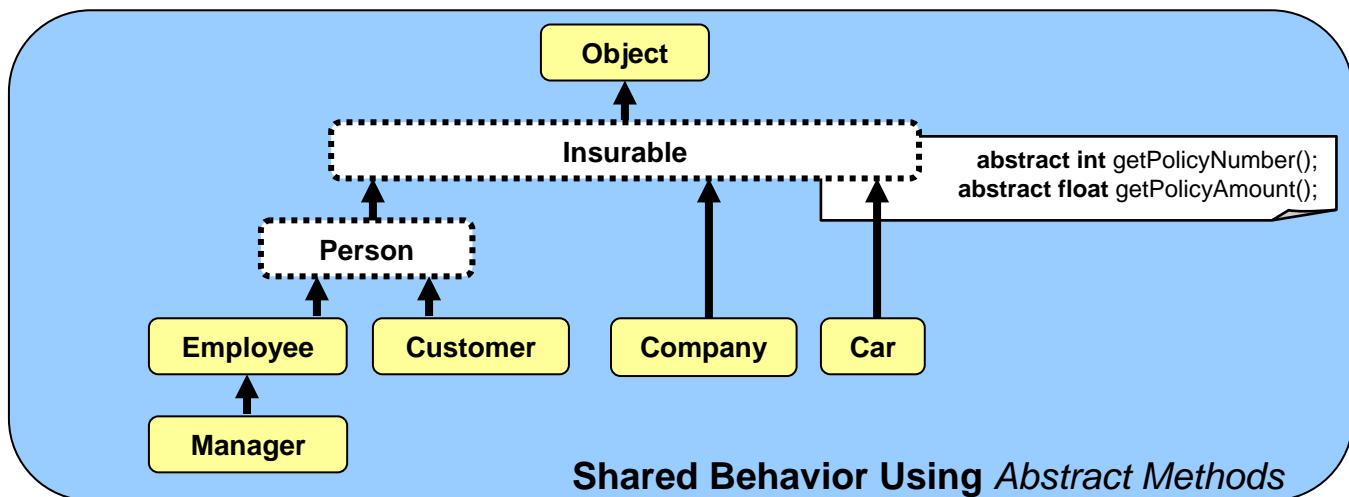 Object
Insurable
abstract int getPolicyNumber();
abstract float getPolicyAmount();
Person
Employee
Customer
Company
Car
Manager
Shared Behavior Using Abstract Methods